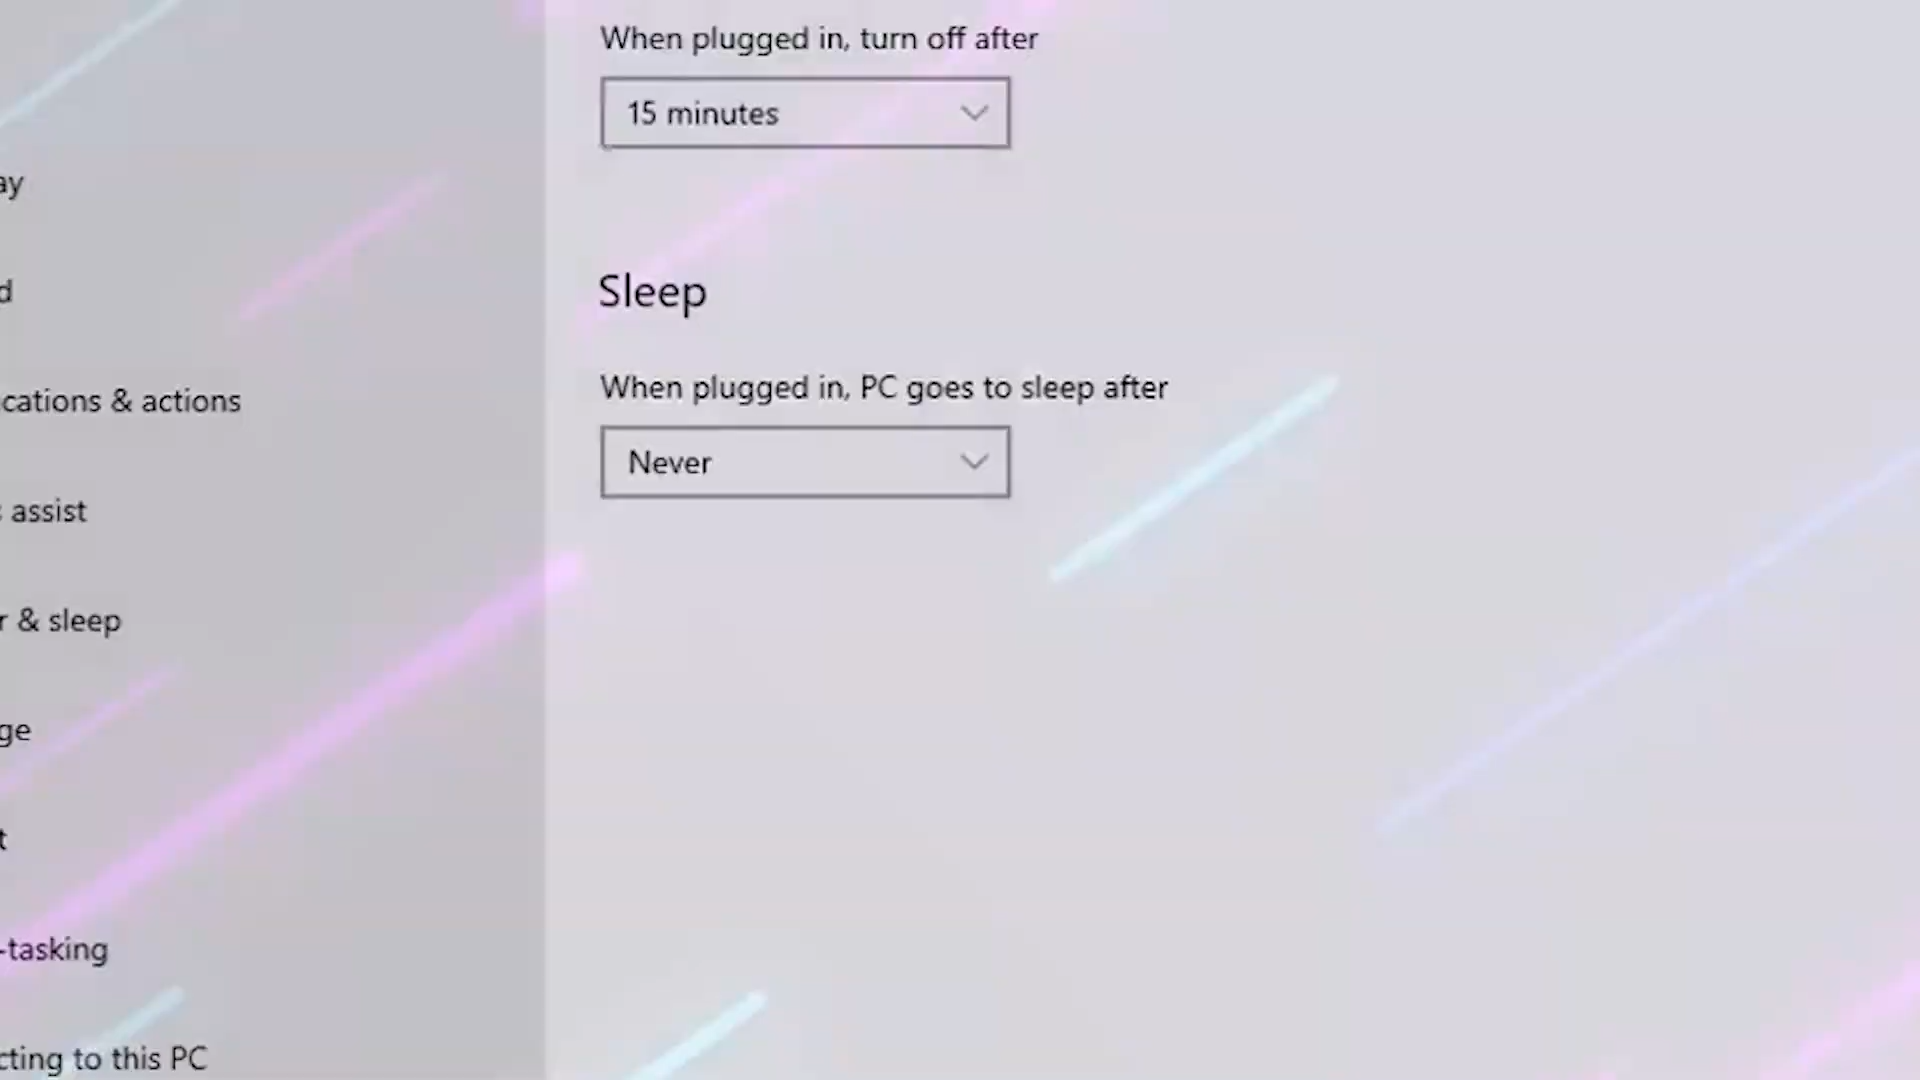 When plugged in, turn off after
15 minutes
Sleep
When plugged in, PC goes to sleep after
Never
ay
d
cations & actions
assist
r & sleep
ge
t
-tasking
cting to this PC